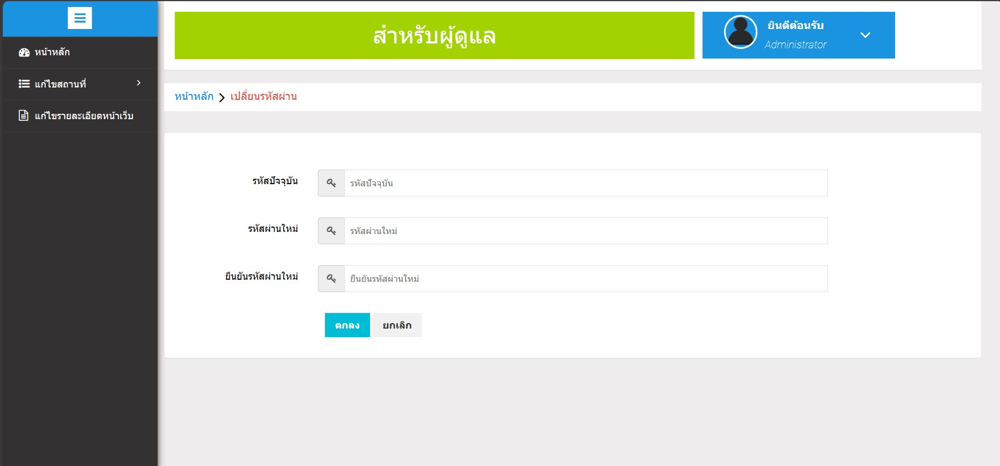 สำหรับผู้ดูแล
ยินดีต้อนรับ
Administrator
หน้าหลัก
แก้ไขสถานที่
แก้ไขรายละเอียดหน้าเว็บ
หน้าหลัก > เปลี่ยนรหัสผ่าน
รหัสปัจจุบัน
รหัสปัจจุบัน
รหัสผ่านใหม่
รหัสผ่านใหม่
ยืนยันรหัสผ่านใหม่
ยืนยันรหัสผ่านใหม่
ตกลง
ยกเลิก